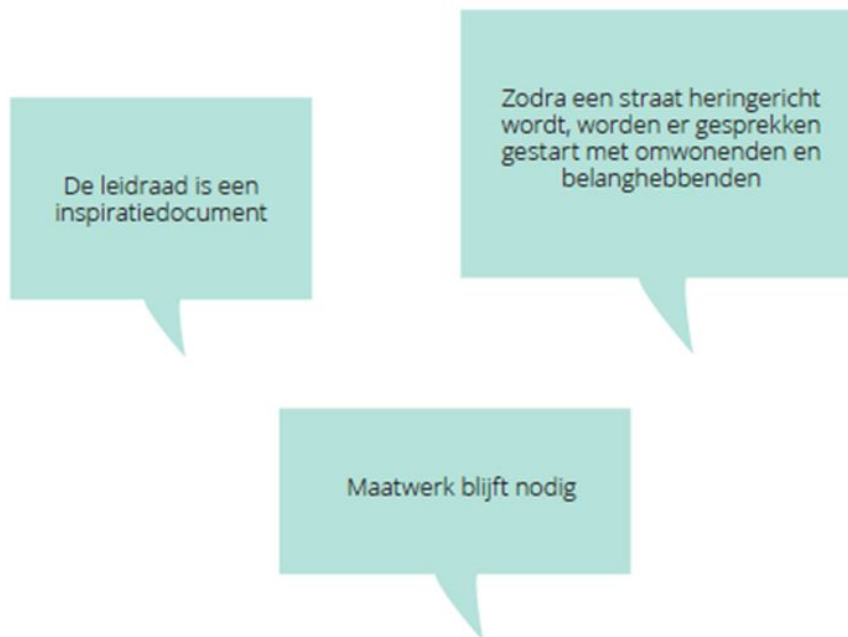 De leidraad is een
inspiratiedocument
Zodra een straat heringericht
wordt, worden er gesprekken
gestart met omwonenden en
belanghebbenden
Maatwerk blijft nodig